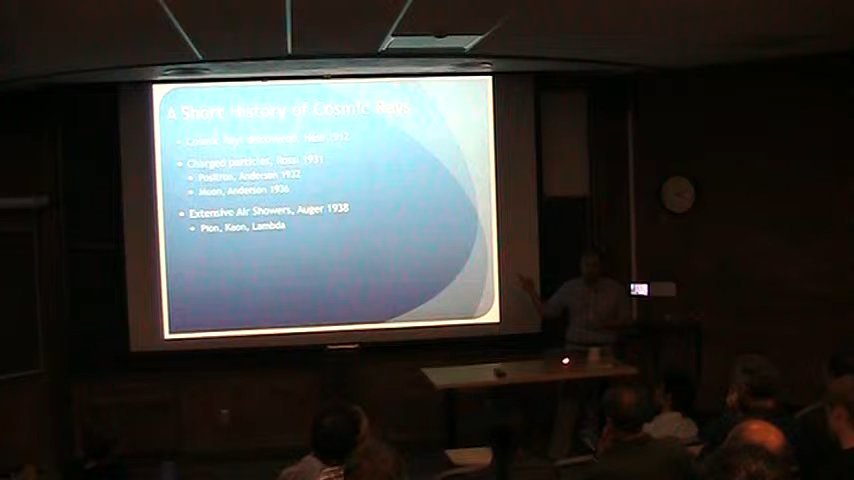 A Short History of Cosmic Rays
Cosmic Rays discovered, Hess 1912
Charged particles, Rossi 1931
Positron, Anderson 1932
Muon, Anderson 1936
Extensive Air Showers, Auger 1938
Pion, Kaon, Lambda